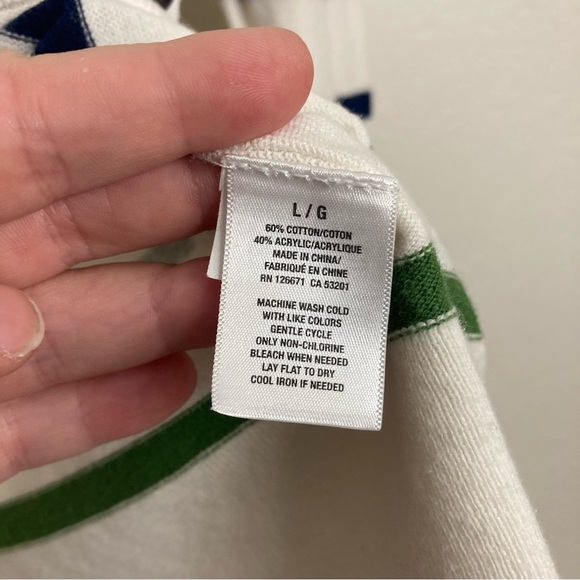 L / G
60% COTTON/COTON
40% ACRYLIC/ACRYLIQUE
MADE IN CHINA/
FABRIQUÉ EN CHINE
RN 126671 CA 53201
MACHINE WASH COLD
WITH LIKE COLORS
GENTLE CYCLE
ONLY NON-CHLORINE
BLEACH WHEN NEEDED
LAY FLAT TO DRY
COOL IRON IF NEEDED